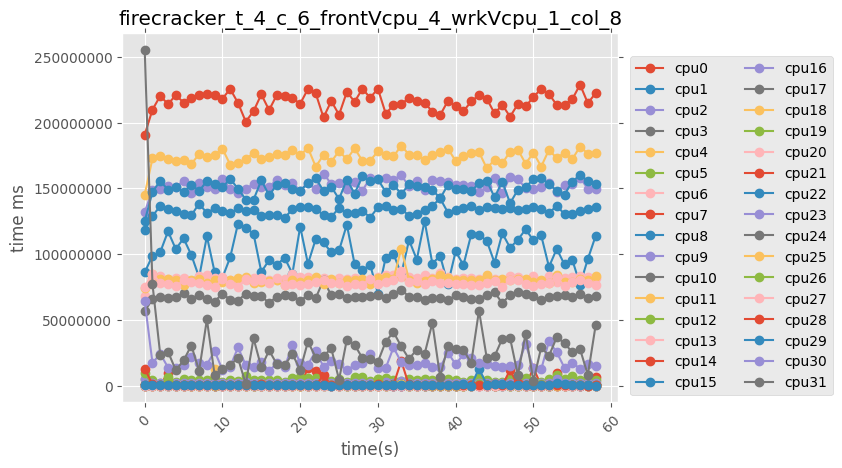 firecracker_t_4_c_6_frontVcpu_4_wrkVcpu_1_col_8
250000000
200000000
150000000
100000000
50000000
0
time ms
0
10
20
30
40
50
60
time(s)
cpu0
cpu1
cpu2
cpu3
cpu4
cpu5
cpu6
cpu7
cpu8
cpu9
cpu10
cpu11
cpu12
cpu13
cpu14
cpu15
cpu16
cpu17
cpu18
cpu19
cpu20
cpu21
cpu22
cpu23
cpu24
cpu25
cpu26
cpu27
cpu28
cpu29
cpu30
cpu31